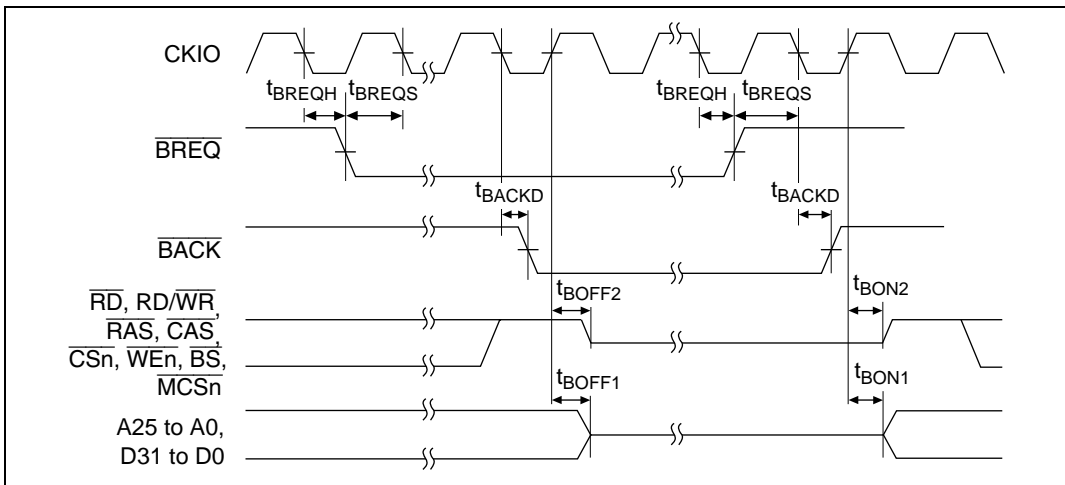 CKIO
tBREQH tBREQS tBREQH tBREQS
BREQ
tBACKD tBACKD
BACK
RD, RD/WR,
RAS, CAS,
CSn, WEn, BS,
MCSn
tBOFF2 tBON2
tBOFF1 tBON1
A25 to A0,
D31 to D0